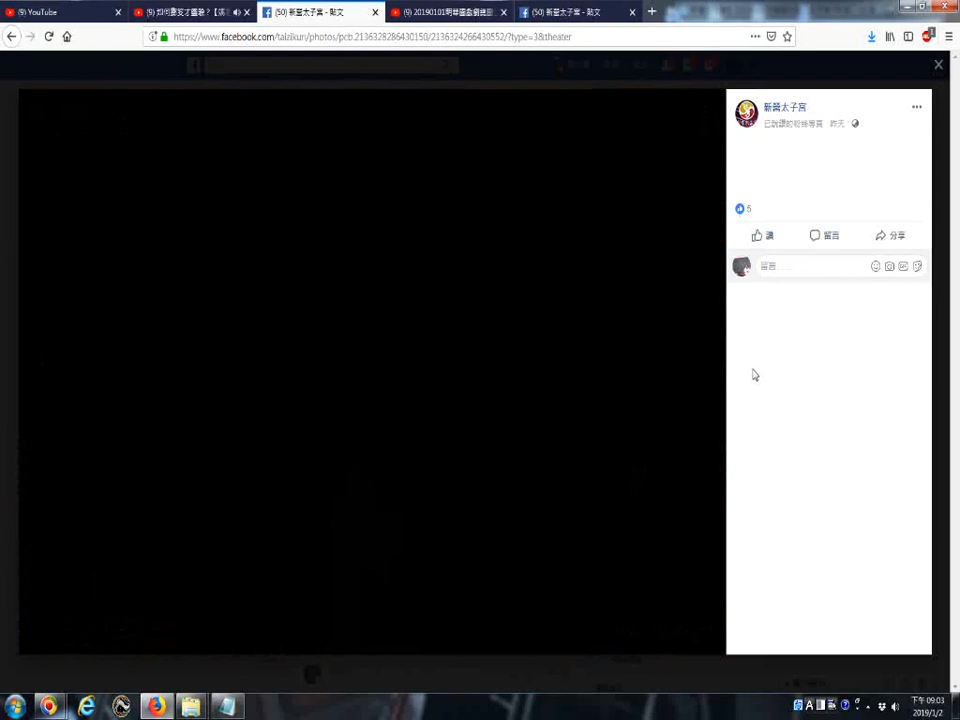 (9) YouTube
(50) 新營太子宮 - 貼文
(50) 新營太子宮 - 貼文
https://www.facebook.com/taizikun/photos/pcb.2136328286430150/2136324266430552/?type=3&theater
新營太子宮
昨天
5
讚
留言
分享
留言……
下午 09:03
2019/1/2